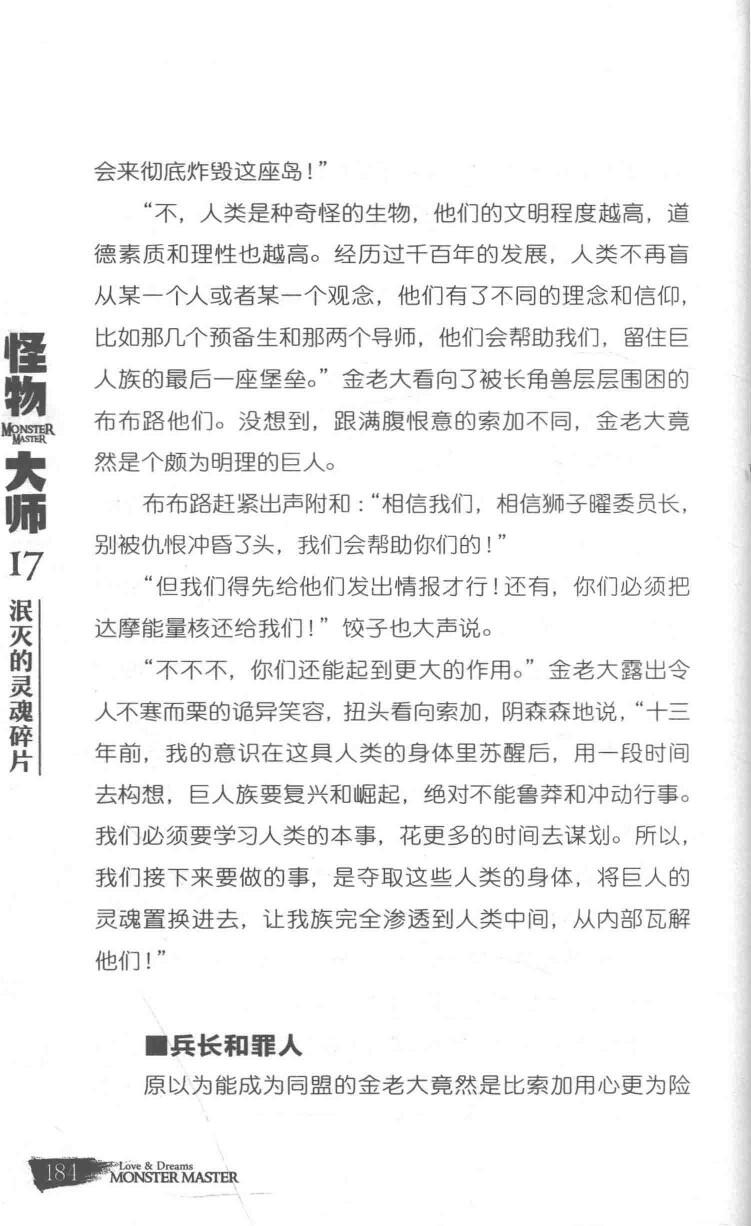 会来彻底炸毁这座岛！”
“不，人类是种奇怪的生物，他们的文明程度越高，道
德素质和理性也越高。经历过千百年的发展，人类不再盲
从某一个人或者某一个观念，他们有了不同的理念和信仰，
比如那几个预备生和那两个导师，他们会帮助我们，留住巨
人族的最后一座堡垒。”金老大看向了被长角兽层层围困的
布布路他们。没想到，跟满腹恨意的索加不同，金老大竟
然是个颇为明理的巨人。
布布路赶紧出声附和：“相信我们，相信狮子曜委员长，
别被仇恨冲昏了头，我们会帮助你们的！”
“但我们得先给他们发出情报才行！还有，你们必须把
达摩能量核还给我们！”饺子也大声说。
“不不不，你们还能起到更大的作用。”金老大露出令
人不寒而栗的诡异笑容，扭头看向索加，阴森森地说，“十三
年前，我的意识在这具人类的身体里苏醒后，用一段时间
去构想，巨人族要复兴和崛起，绝对不能鲁莽和冲动行事。
我们必须要学习人类的本事，花更多的时间去谋划。所以，
我们接下来要做的事，是夺取这些人类的身体，将巨人的
灵魂置换进去，让我族完全渗透到人类中间，从内部瓦解
他们！”
■兵长和罪人
原以为能成为同盟的金老大竟然是比索加用心更为险
怪物
MONSTER
MASTER
大师
17
泯灭的灵魂碎片
184
Love & Dreams
MONSTER MASTER